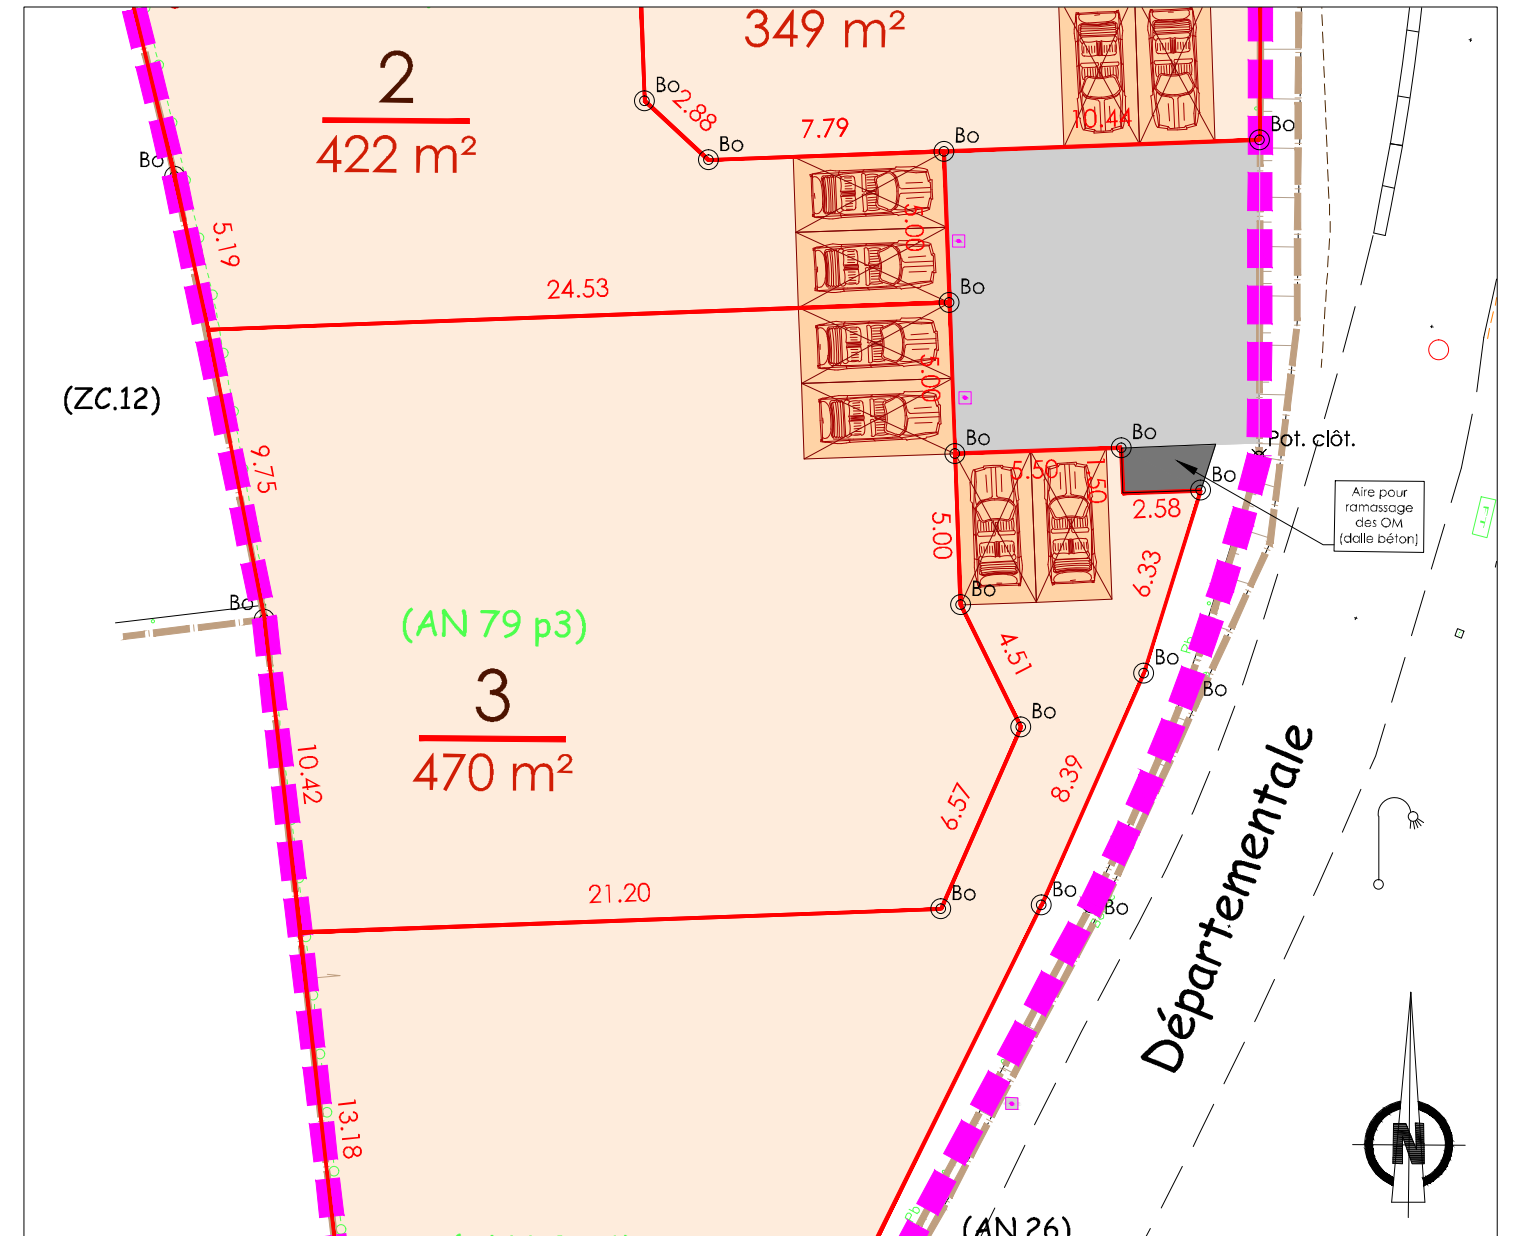 349 m²
2
422 m²
Bo
2.88
7.79
10.44
Bo
Bo
Bo
Bo
5.19
5.00
24.53
Bo
(ZC.12)
5.00
9.75
Bo
Bo
Pot. clôt.
5.50
1.50
Bo
2.58
Aire pour
ramassage
des OM
(dalle béton)
5.00
6.33
Bo
Bo
(AN 79 p3)
4.51
Pb
Bo
Bo
3
470 m²
Bo
10.42
6.57
8.39
Départementale
21.20
Bo
Bo
Bo
13.18
N
Pb
(AN 26)